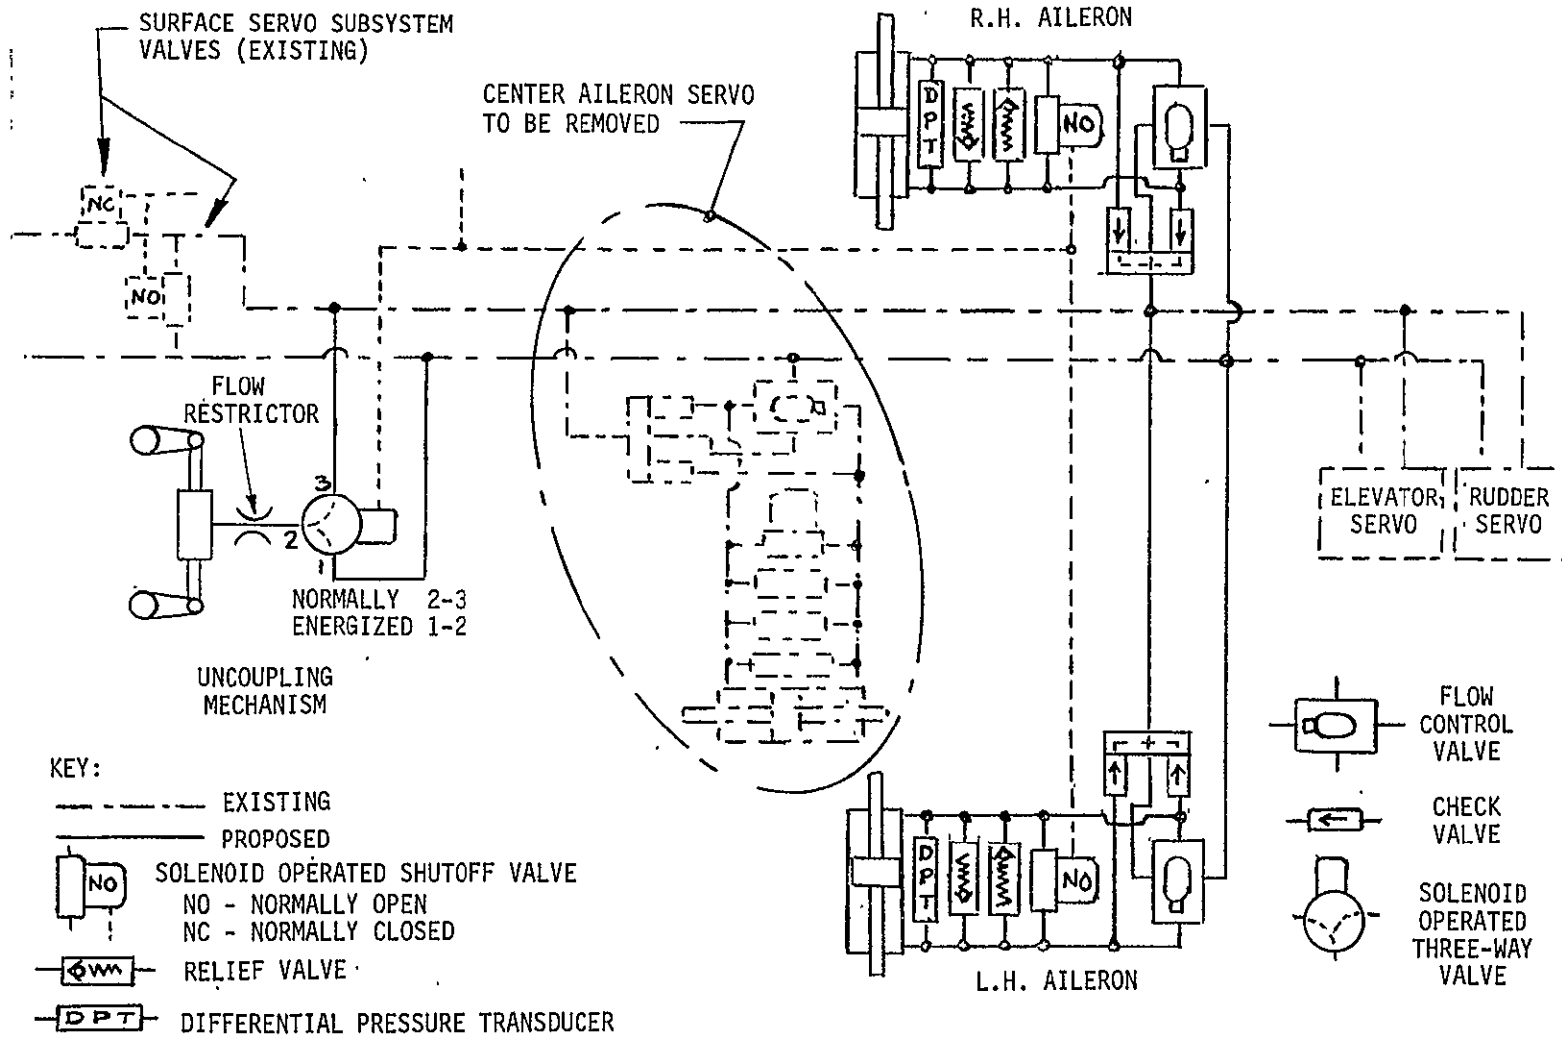 SURFACE SERVO SUBSYSTEM
VALVES (EXISTING)
R.H. AILERON
CENTER AILERON SERVO
TO BE REMOVED
D
P
T
NO
NC
NO
FLOW
RESTRICTOR
3
2
1
NORMALLY 2-3
ENERGIZED 1-2
UNCOUPLING
MECHANISM
ELEVATOR
SERVO
RUDDER
SERVO
KEY:
EXISTING
PROPOSED
NO
SOLENOID OPERATED SHUTOFF VALVE
NO - NORMALLY OPEN
NC - NORMALLY CLOSED
RELIEF VALVE
DPT
DIFFERENTIAL PRESSURE TRANSDUCER
D
P
T
NO
L.H. AILERON
FLOW
CONTROL
VALVE
CHECK
VALVE
SOLENOID
OPERATED
THREE-WAY
VALVE